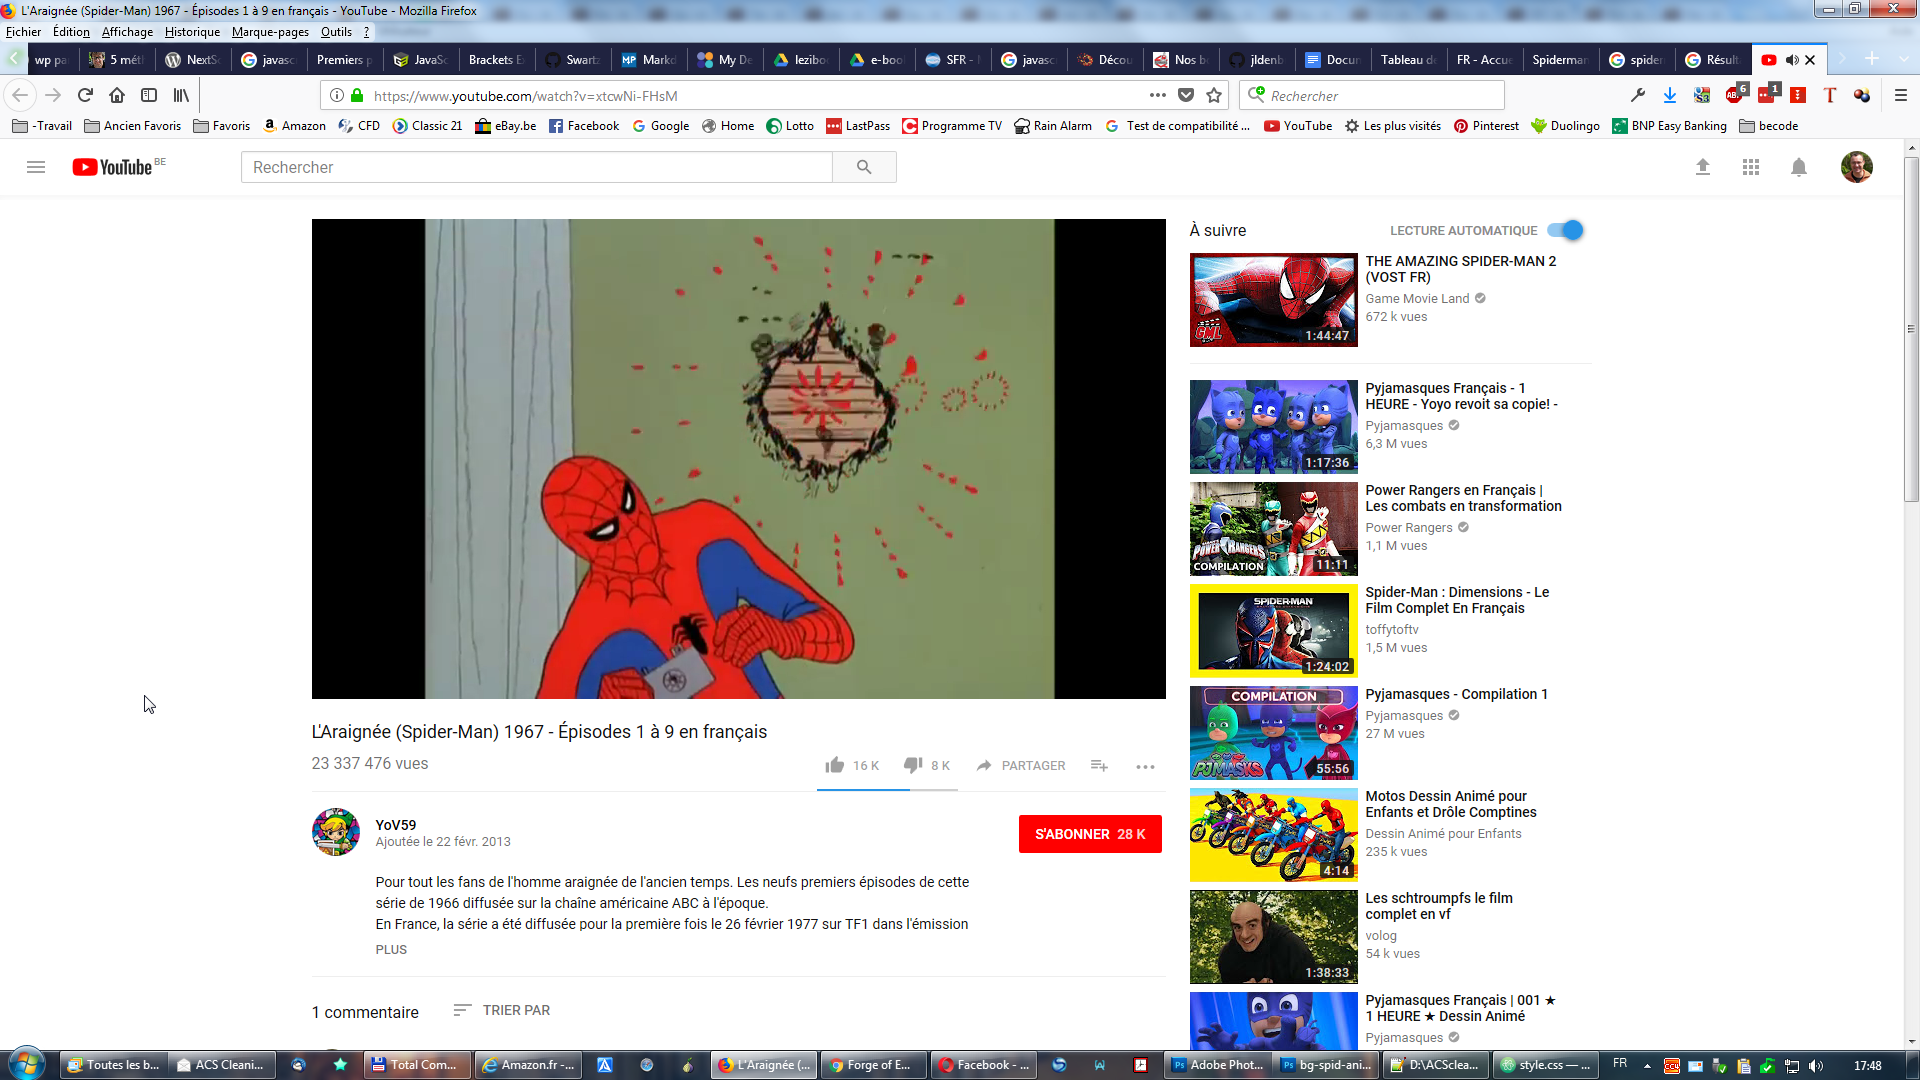 L'Araignée (Spider-Man) 1967 - Épisodes 1 à 9 en français - YouTube - Mozilla Firefox
Fichier Édition Affichage Historique Marque-pages Outils ?
wp pa 5 mét NextS javasc Premiers p JavaSc Brackets E Swartz MP Markd My De lezibo e-boo SFR - javasc Décou Nos b jldenb Docun Tableau d FR - Accue Spiderman spider Résult
https://www.youtube.com/watch?v=xtcwNi-FHsM
Rechercher
6 1
-Travail Ancien Favoris Favoris Amazon CFD Classic 21 eBay.be Facebook Google Home Lotto LastPass Programme TV Rain Alarm Test de compatibilité ... YouTube Les plus visités Pinterest Duolingo BNP Easy Banking becode
YouTube BE
Rechercher
À suivre
LECTURE AUTOMATIQUE
THE AMAZING SPIDER-MAN 2
(VOST FR)
Game Movie Land
672 k vues
GML
1:44:47
Pyjamasques Français - 1
HEURE - Yoyo revoit sa copie! -
Pyjamasques
6,3 M vues
1:17:36
Power Rangers en Français |
Les combats en transformation
Power Rangers
1,1 M vues
POWER RANGERS
COMPILATION
11:11
Spider-Man : Dimensions - Le
Film Complet En Français
toffytoftv
1,5 M vues
SPIDER-MAN
1:24:02
Pyjamasques - Compilation 1
Pyjamasques
27 M vues
COMPILATION
PJMASKS
55:56
Motos Dessin Animé pour
Enfants et Drôle Comptines
Dessin Animé pour Enfants
235 k vues
4:14
Les schtroumpfs le film
complet en vf
volog
54 k vues
1:38:33
Pyjamasques Français | 001 ★
1 HEURE ★ Dessin Animé
Pyjamasques
L'Araignée (Spider-Man) 1967 - Épisodes 1 à 9 en français
23 337 476 vues
16 K 8 K PARTAGER
YoV59
Ajoutée le 22 févr. 2013
S'ABONNER 28 K
Pour tout les fans de l'homme araignée de l'ancien temps. Les neufs premiers épisodes de cette
série de 1966 diffusée sur la chaîne américaine ABC à l'époque.
En France, la série a été diffusée pour la première fois le 26 février 1977 sur TF1 dans l'émission
PLUS
1 commentaire
TRIER PAR
Toutes les b... ACS Cleani... Total Com... Amazon.fr -... L'Araignée (... Forge of E... Facebook - ... Adobe Phot... bg-spid-ani... D:\ACSclea... style.css — ... FR 17:48